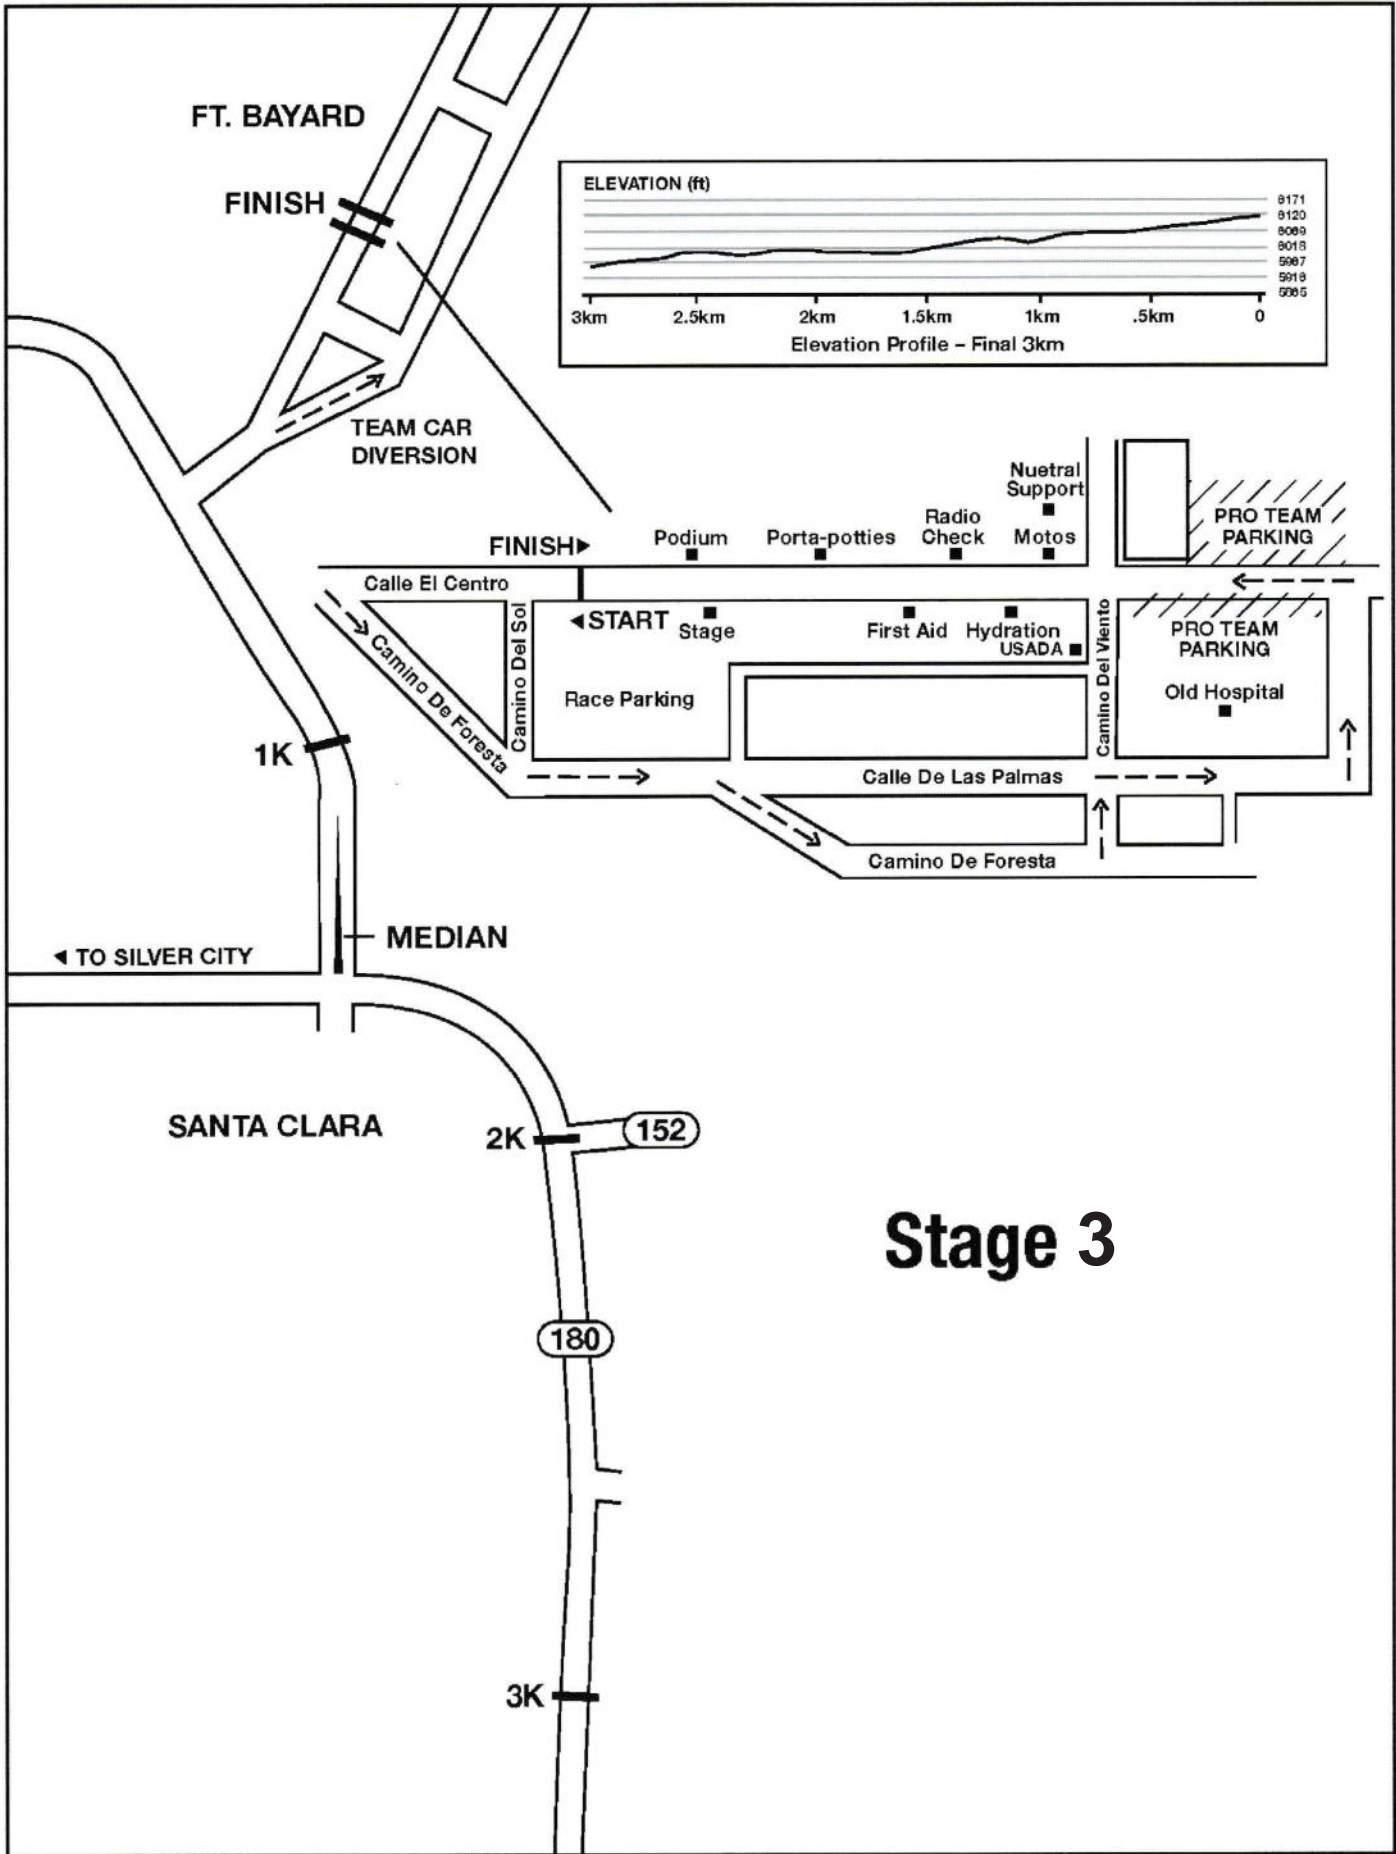 FT. BAYARD
FINISH
ELEVATION (ft)
6171
6120
6069
6018
5967
5916
5865
3km 2.5km 2km 1.5km 1km .5km 0
Elevation Profile – Final 3km
TEAM CAR
DIVERSION
Nuetral
Support
PRO TEAM
PARKING
Radio
Check
FINISH
Podium
Porta-potties
Motos
Calle El Centro
START
Stage
First Aid
Hydration
USADA
PRO TEAM
PARKING
Camino Del Sol
Camino De Foresta
Race Parking
Camino Del Viento
Old Hospital
1K
Calle De Las Palmas
Camino De Foresta
MEDIAN
TO SILVER CITY
SANTA CLARA
2K
152
Stage 3
180
3K